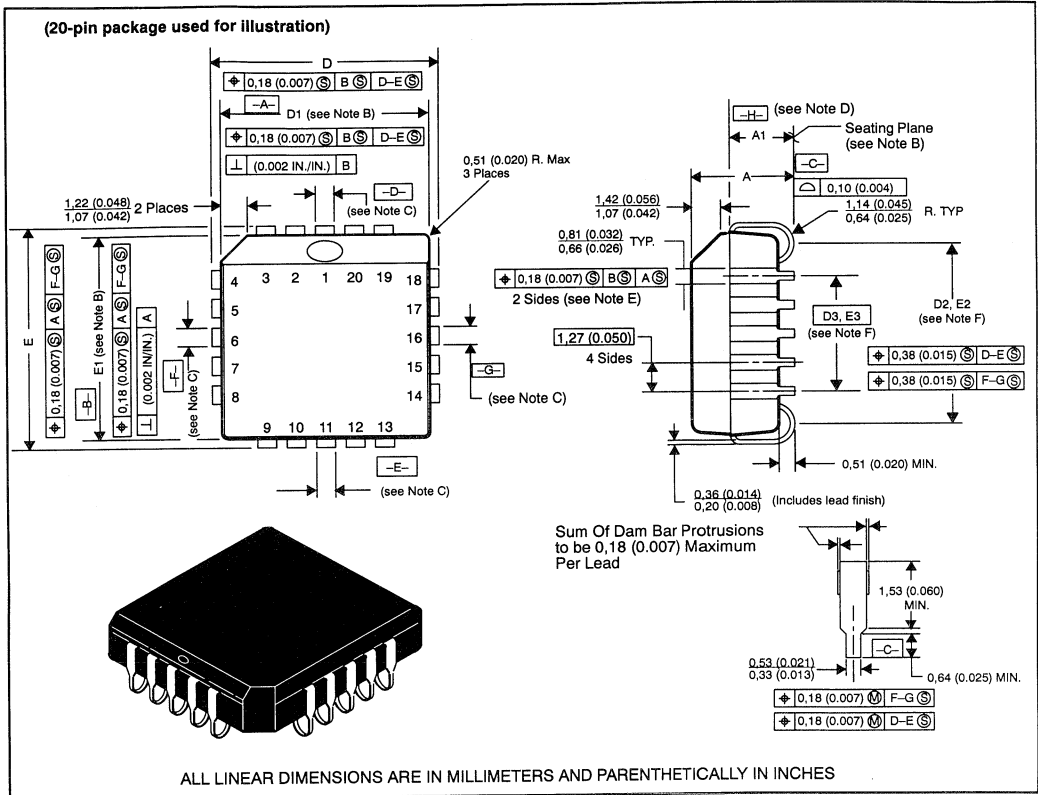 (20-pin package used for illustration)
D
⌖ 0,18 (0.007) Ⓢ B Ⓢ D–E Ⓢ
–A–
D1 (see Note B)
⌖ 0,18 (0.007) Ⓢ B Ⓢ D–E Ⓢ
⊥ (0.002 IN./IN.) B
0,51 (0.020) R. Max
3 Places
–D–
(see Note C)
1,22 (0.048)
1,07 (0.042)
2 Places
E
⌖ 0,18 (0.007) Ⓢ A Ⓢ F–G Ⓢ
–B–
E1 (see Note B)
⌖ 0,18 (0.007) Ⓢ A Ⓢ F–G Ⓢ
⊥ (0.002 IN/IN.) A
–F–
(see Note C)
3 2 1 20 19
4 18
5 17
6 16
7 15
8 14
9 10 11 12 13
–G–
(see Note C)
–E–
(see Note C)
–H– (see Note D)
A1
Seating Plane
(see Note B)
–C–
A
⌓ 0,10 (0.004)
1,42 (0.056)
1,07 (0.042)
1,14 (0.045)
0,64 (0.025)
R. TYP
0,81 (0.032)
0,66 (0.026)
TYP.
⌖ 0,18 (0.007) Ⓢ B Ⓢ A Ⓢ
2 Sides (see Note E)
1,27 (0.050)
4 Sides
D3, E3
(see Note F)
D2, E2
(see Note F)
⌖ 0,38 (0.015) Ⓢ D–E Ⓢ
⌖ 0,38 (0.015) Ⓢ F–G Ⓢ
0,51 (0.020) MIN.
0,36 (0.014)
0,20 (0.008)
(Includes lead finish)
Sum Of Dam Bar Protrusions
to be 0,18 (0.007) Maximum
Per Lead
1,53 (0.060)
MIN.
–C–
0,53 (0.021)
0,33 (0.013)
0,64 (0.025) MIN.
⌖ 0,18 (0.007) Ⓜ F–G Ⓢ
⌖ 0,18 (0.007) Ⓜ D–E Ⓢ
ALL LINEAR DIMENSIONS ARE IN MILLIMETERS AND PARENTHETICALLY IN INCHES